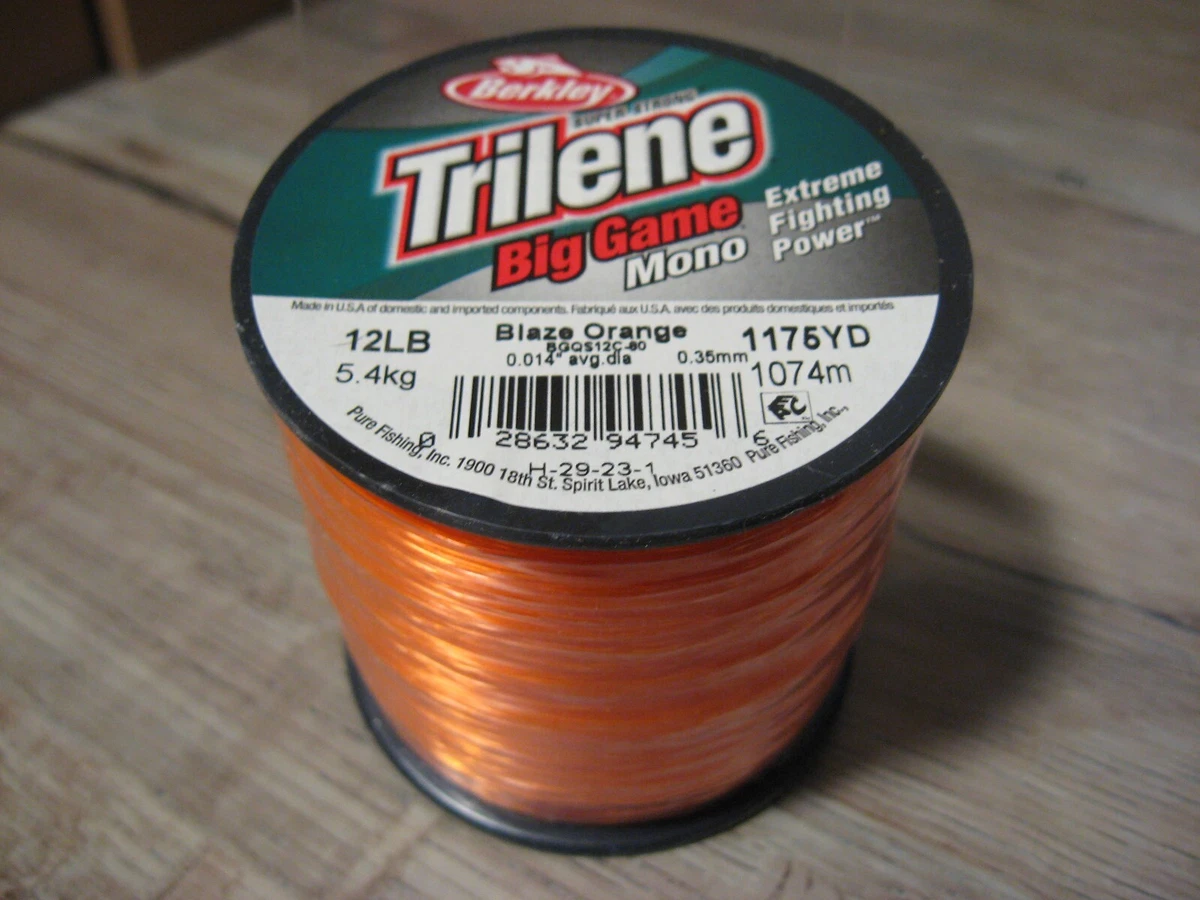 Berkley
SUPER STRONG
Trilene
Big Game
Mono
Extreme
Fighting
Power™
Made in U.S.A of domestic and imported components. Fabriqué aux U.S.A. avec des produits domestiques et importés
12LB
5.4kg
Blaze Orange
BGQS12C-80
0.014" avg.dia 0.35mm
1175YD
1074m
0 28632 94745 6
H-29-23-1
Pure Fishing, Inc. 1900 18th St. Spirit Lake, Iowa 51360 Pure Fishing, Inc.,